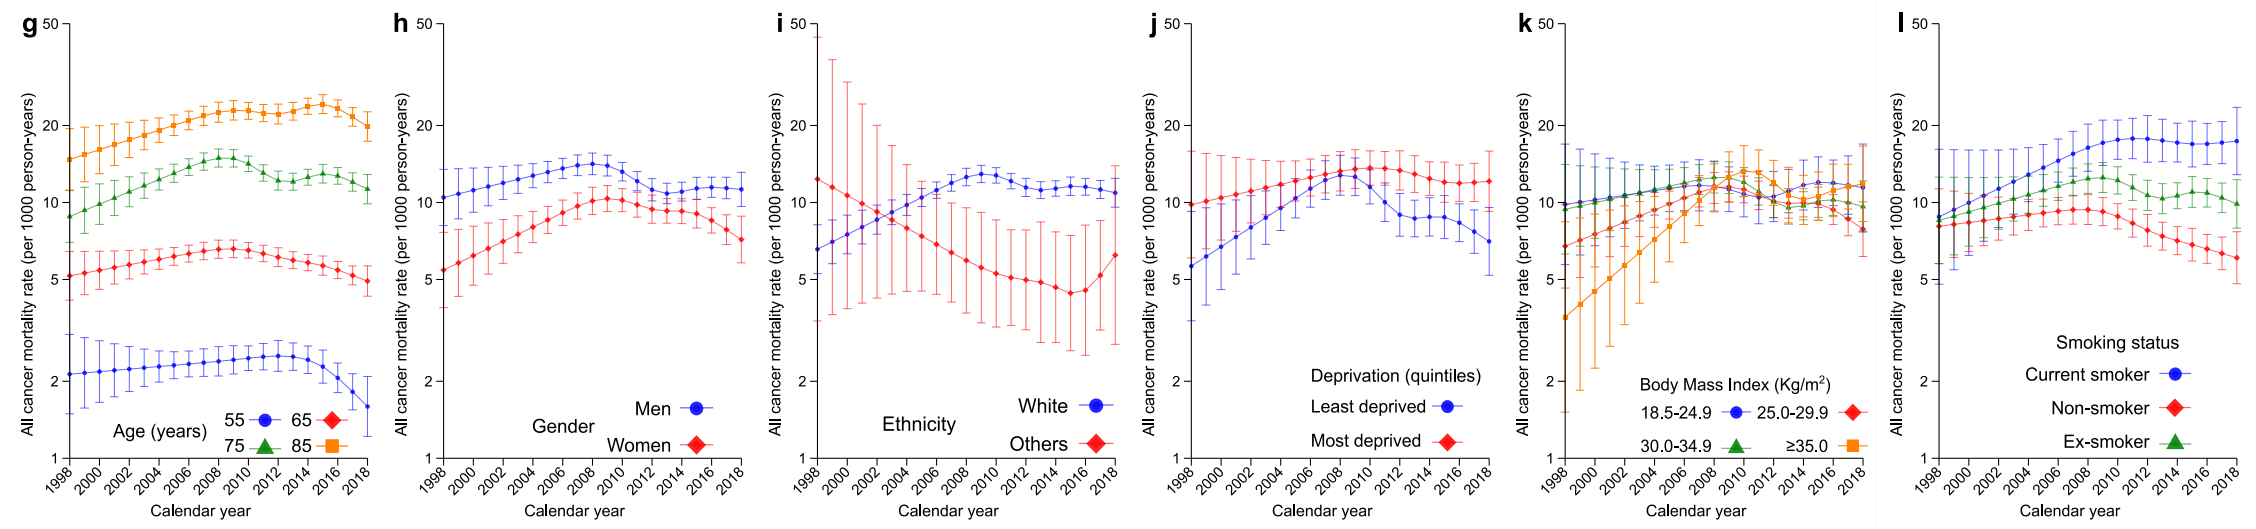 g
All cancer mortality rate (per 1000 person-years)
50
20
10
5
2
1
1998 2000 2002 2004 2006 2008 2010 2012 2014 2016 2018
Calendar year
Age (years)
55 65
75 85
h
All cancer mortality rate (per 1000 person-years)
50
20
10
5
2
1
1998 2000 2002 2004 2006 2008 2010 2012 2014 2016 2018
Calendar year
Gender
Men
Women
i
All cancer mortality rate (per 1000 person-years)
50
20
10
5
2
1
1998 2000 2002 2004 2006 2008 2010 2012 2014 2016 2018
Calendar year
Ethnicity
White
Others
j
All cancer mortality rate (per 1000 person-years)
50
20
10
5
2
1
1998 2000 2002 2004 2006 2008 2010 2012 2014 2016 2018
Calendar year
Deprivation (quintiles)
Least deprived
Most deprived
k
All cancer mortality rate (per 1000 person-years)
50
20
10
5
2
1
1998 2000 2002 2004 2006 2008 2010 2012 2014 2016 2018
Calendar year
Body Mass Index (Kg/m²)
18.5-24.9 25.0-29.9
30.0-34.9 ≥35.0
l
All cancer mortality rate (per 1000 person-years)
50
20
10
5
2
1
1998 2000 2002 2004 2006 2008 2010 2012 2014 2016 2018
Calendar year
Smoking status
Current smoker
Non-smoker
Ex-smoker